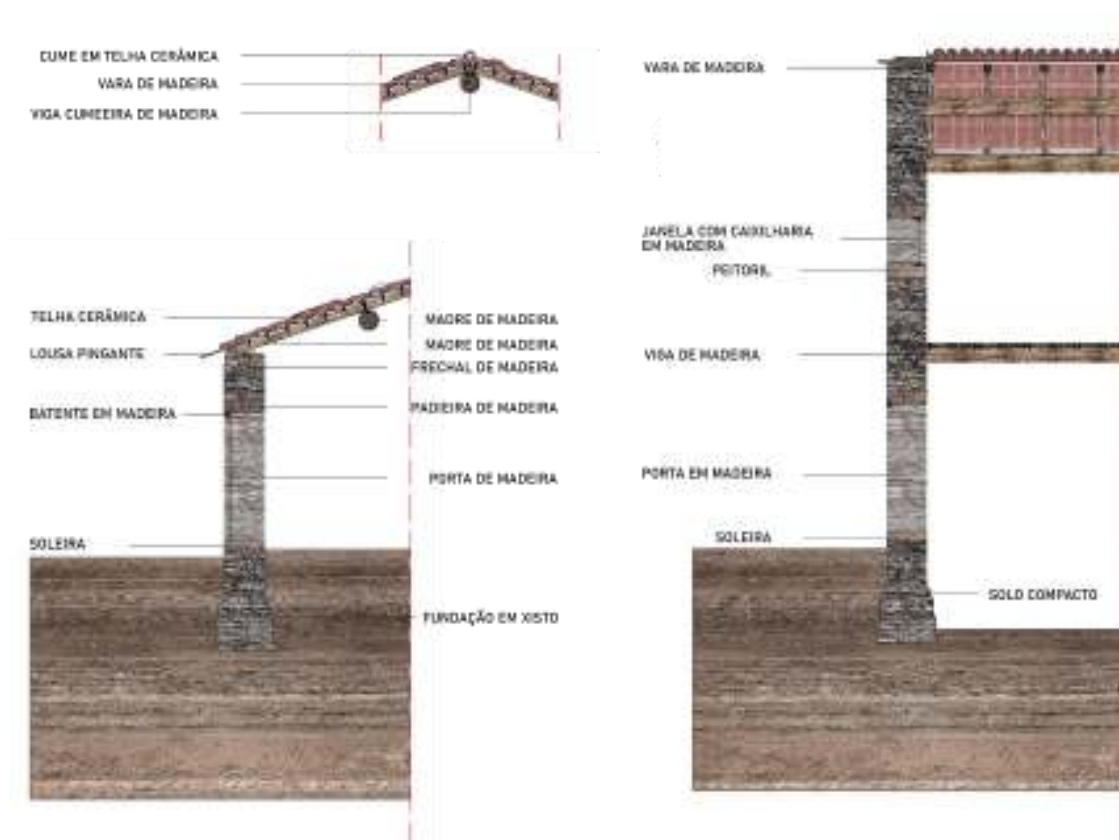 CUME EM TELHA CERÂMICA
VARA DE MADEIRA
VIGA CUMEEIRA DE MADEIRA
TELHA CERÂMICA
LOUSA PINGANTE
BATENTE EM MADEIRA
SOLEIRA
MADRE DE MADEIRA
MADRE DE MADEIRA
FRECHAL DE MADEIRA
PADIEIRA DE MADEIRA
PORTA DE MADEIRA
FUNDAÇÃO EM XISTO
VARA DE MADEIRA
JANELA COM CAIXILHARIA
EM MADEIRA
PEITORIL
VIGA DE MADEIRA
PORTA EM MADEIRA
SOLEIRA
SOLO COMPACTO